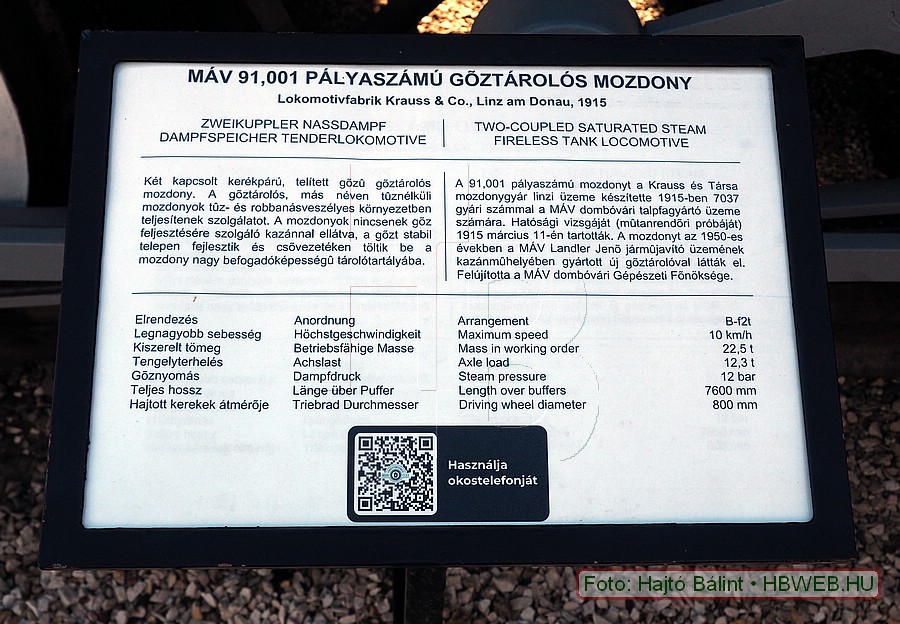 MÁV 91,001 PÁLYASZÁMÚ GÕZTÁROLÓS MOZDONY
Lokomotivfabrik Krauss & Co., Linz am Donau, 1915
ZWEIKUPPLER NASSDAMPF
DAMPFSPEICHER TENDERLOKOMOTIVE
TWO-COUPLED SATURATED STEAM
FIRELESS TANK LOCOMOTIVE
Két kapcsolt kerékpárú, telített gõzû gõztárolós
mozdony. A gõztárolós, más néven tûznélküli
mozdonyok tûz- és robbanásveszélyes környezetben
teljesítenek szolgálatot. A mozdonyok nincsenek gõz
fejlesztésére szolgáló kazánnal ellátva, a gõzt stabil
telepen fejlesztik és csõvezetéken töltik be a
mozdony nagy befogadóképességû tárolótartályába.
A 91,001 pályaszámú mozdonyt a Krauss és Társa
mozdonygyár linzi üzeme készítette 1915-ben 7037
gyári számmal a MÁV dombóvári talpfagyártó üzeme
számára. Hatósági vizsgáját (mûtanrendõri próbáját)
1915 március 11-én tartották. A mozdonyt az 1950-es
években a MÁV Landler Jenõ jármûjavító üzemének
kazánmûhelyében gyártott új gõztárolóval látták el.
Felújította a MÁV dombóvári Gépészeti Fõnöksége.
Elrendezés Anordnung Arrangement B-f2t
Legnagyobb sebesség Höchstgeschwindigkeit Maximum speed 10 km/h
Kiszerelt tömeg Betriebsfähige Masse Mass in working order 22,5 t
Tengelyterhelés Achslast Axle load 12,3 t
Gõznyomás Dampfdruck Steam pressure 12 bar
Teljes hossz Länge über Puffer Length over buffers 7600 mm
Hajtott kerekek átmérõje Triebrad Durchmesser Driving wheel diameter 800 mm
Használja
okostelefonját
Foto: Hajtó Bálint • HBWEB.HU